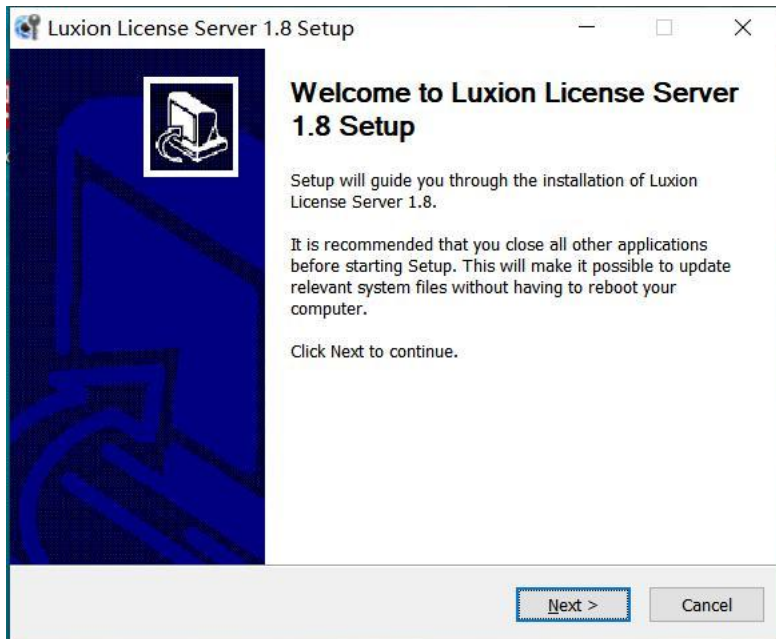 Luxion License Server 1.8 Setup
Welcome to Luxion License Server
1.8 Setup
Setup will guide you through the installation of Luxion
License Server 1.8.
It is recommended that you close all other applications
before starting Setup. This will make it possible to update
relevant system files without having to reboot your
computer.
Click Next to continue.
Next >
Cancel